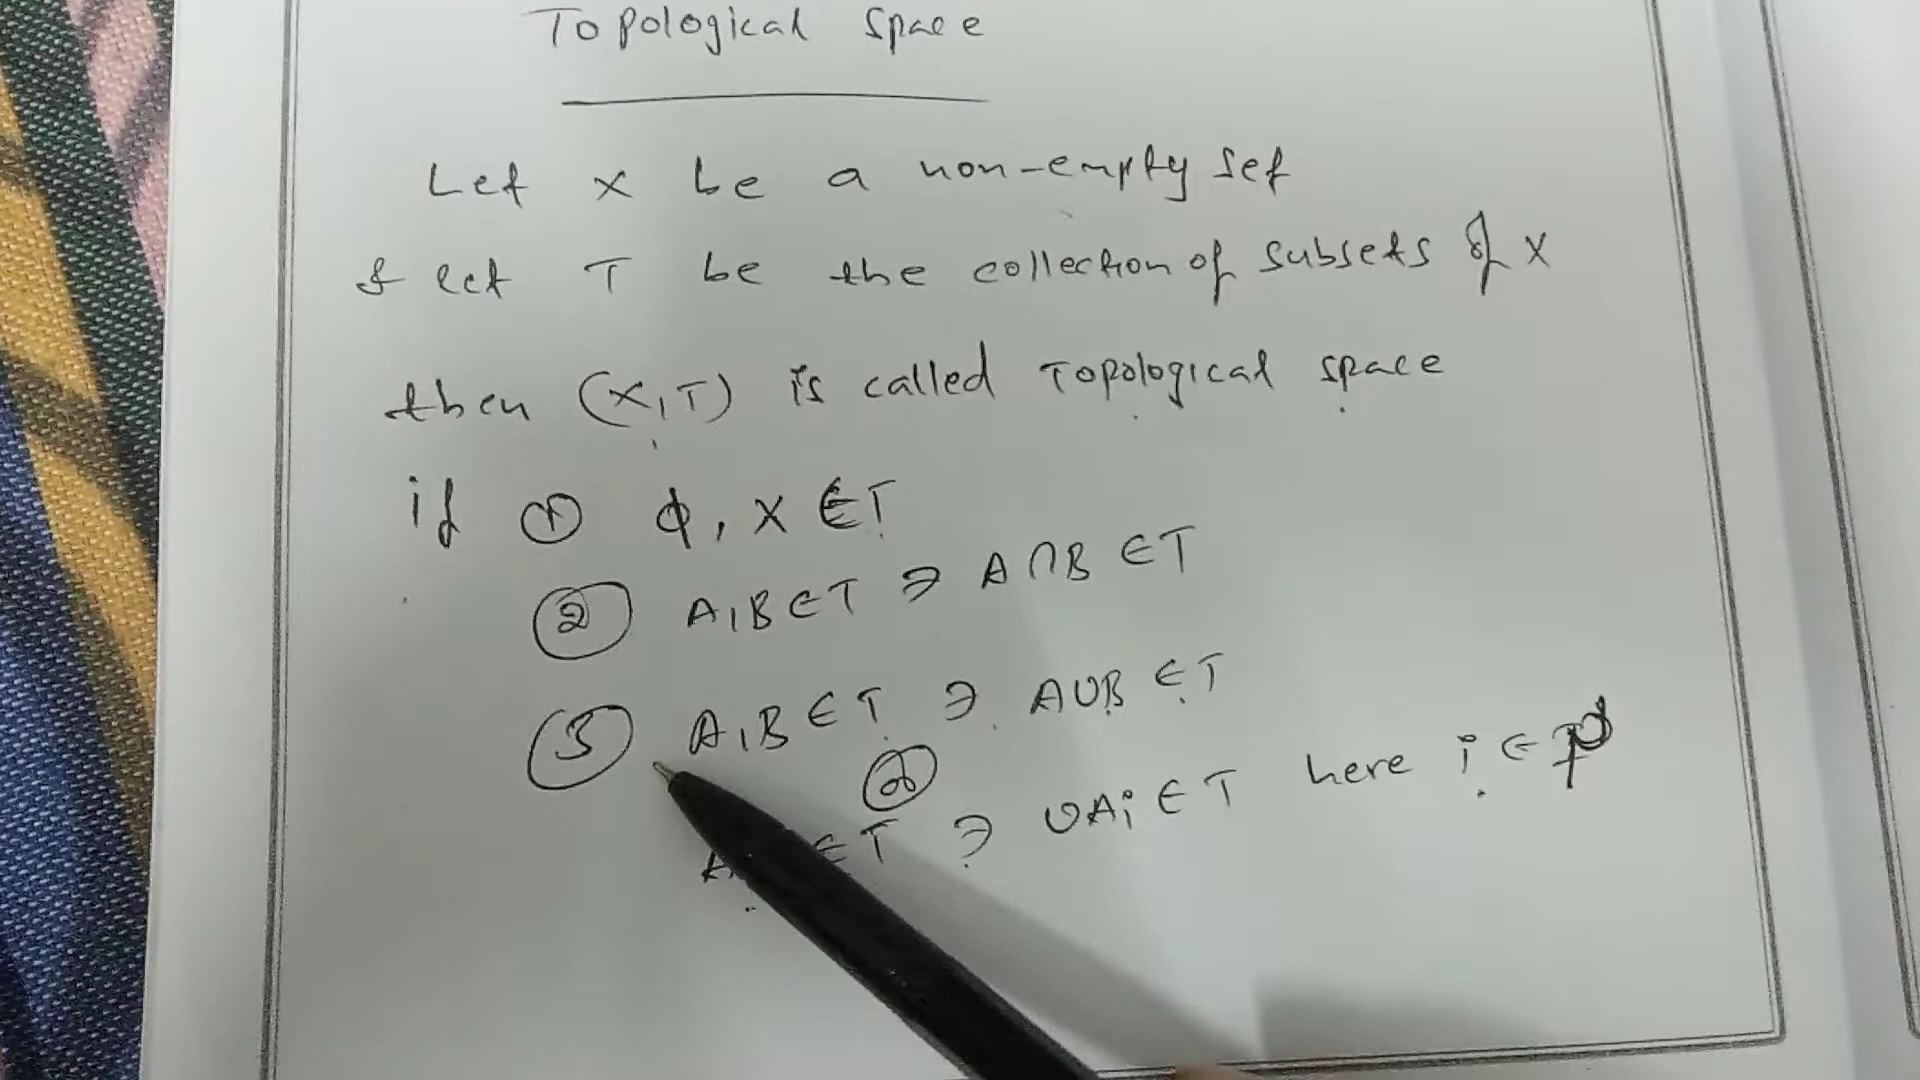 Topological space
Let X be a non-empty set
& let T be the collection of subsets of X
then (X, T) is called Topological space
if ① ϕ, X ∈ T
② A, B ∈ T ⇒ A ∩ B ∈ T
③ A, B ∈ T ⇒ A ∪ B ∈ T
∈ T ⇒ ∪Ai ∈ T here i ∈